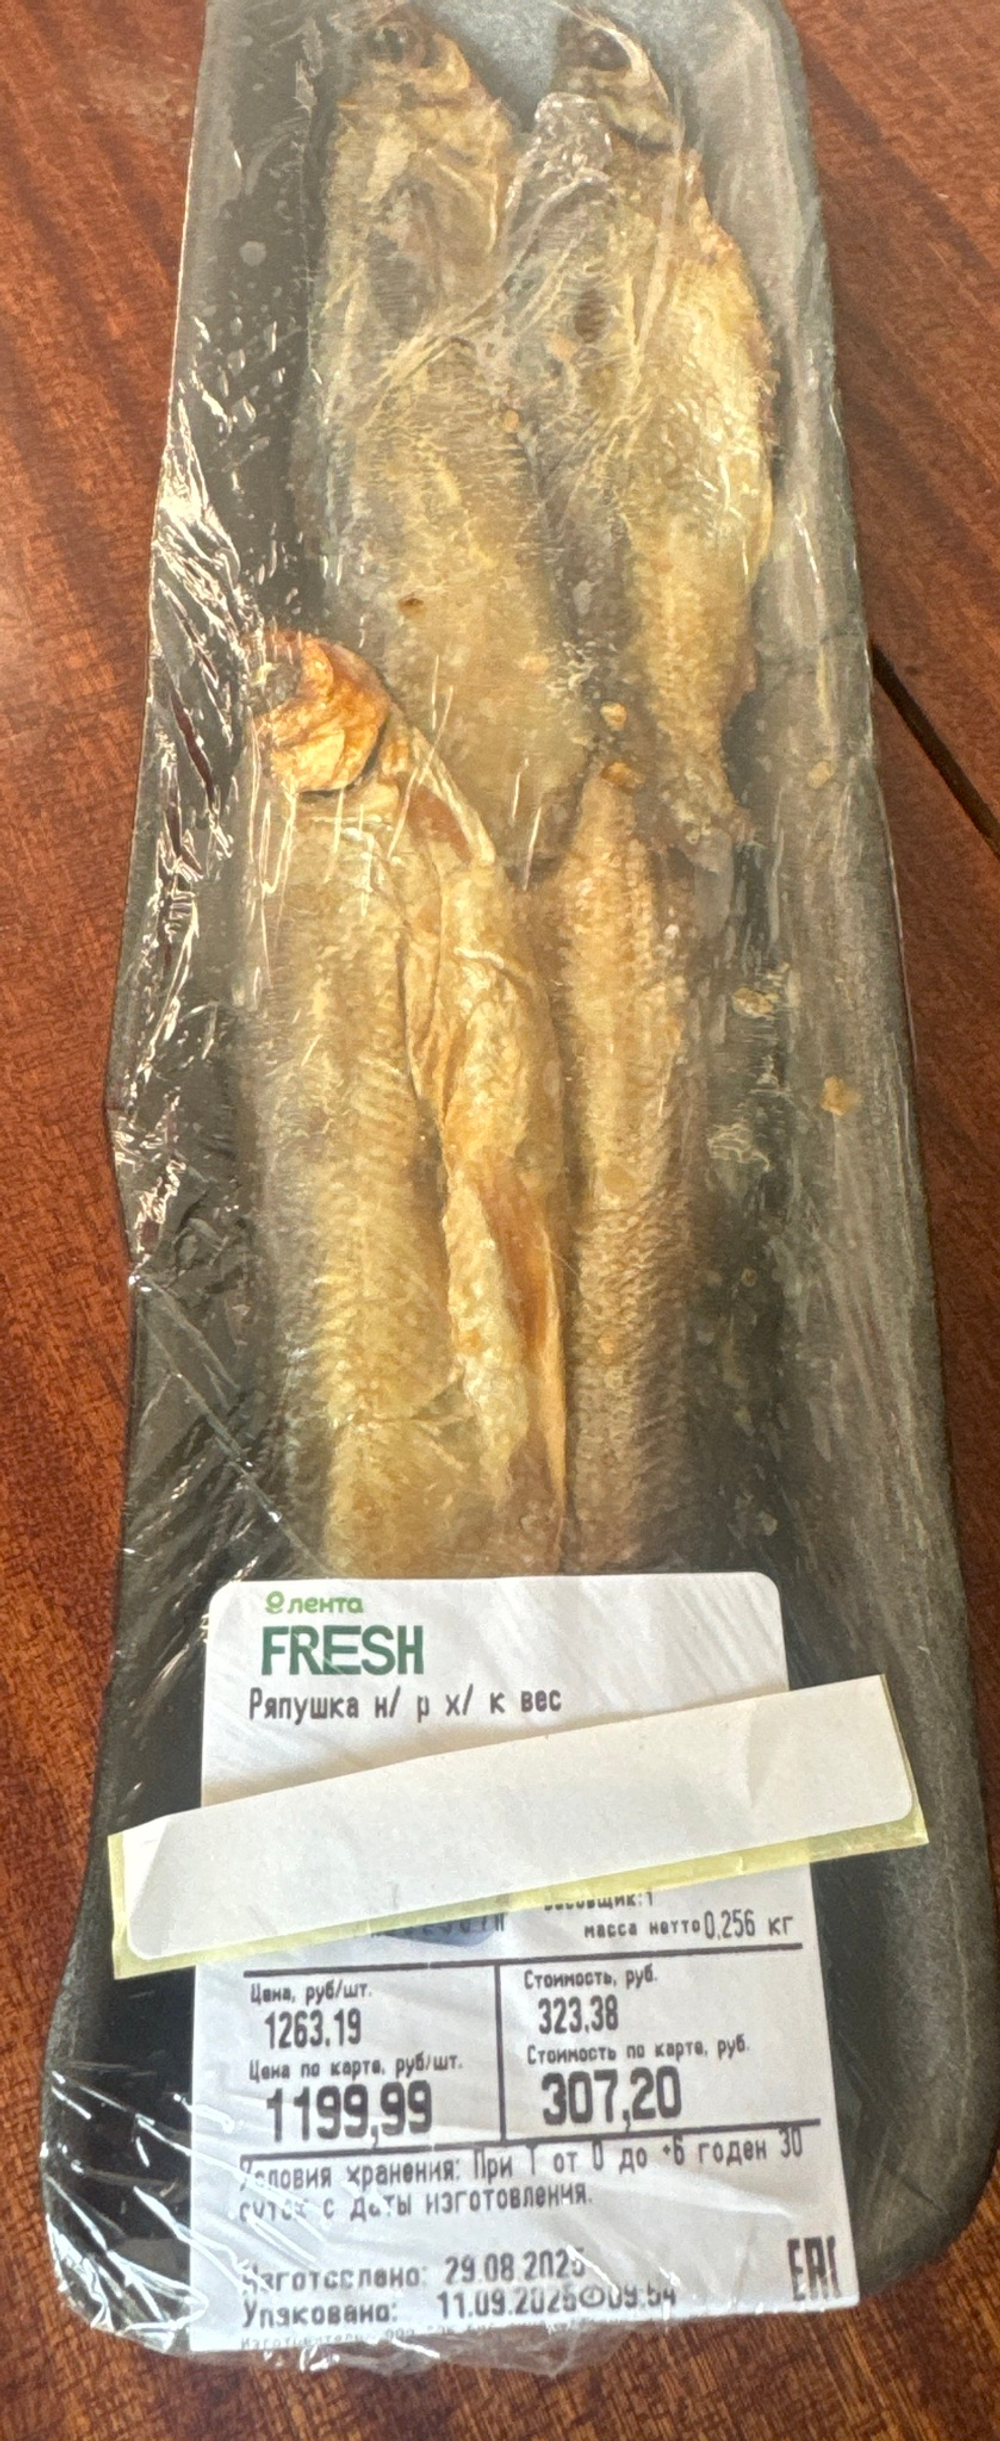 лента
FRESH
Ряпушка н/ р х/ к вес
масса нетто 0,256 кг
Цена, руб/шт.
1263.19
Цена по карте, руб/шт.
1199,99
Стоимость, руб.
323.38
Стоимость по карте, руб.
307,20
Условия хранения: При T от 0 до +6 годен 30
суток с даты изготовления.
Изготовлено: 29.08.2025
Упаковано: 11.09.2025 09:54
EAC